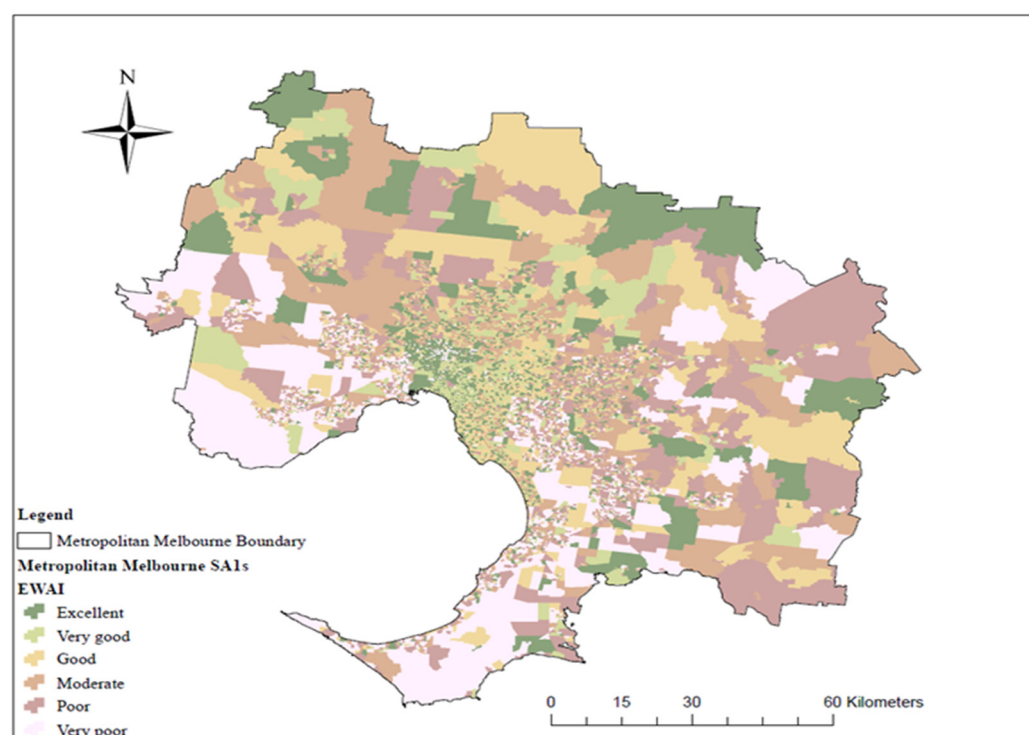 N
Legend
Metropolitan Melbourne Boundary
Metropolitan Melbourne SA1s
EWAI
Excellent
Very good
Good
Moderate
Poor
Very poor
0 15 30 60 Kilometers